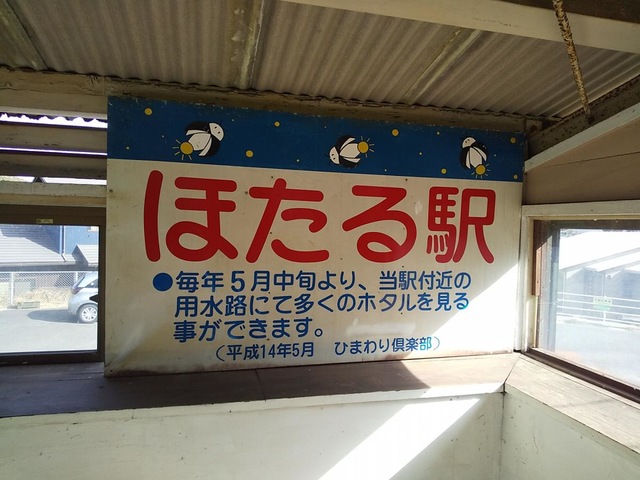 ほたる駅
●毎年5月中旬より、当駅付近の
用水路にて多くのホタルを見る
事ができます。
(平成14年5月 ひまわり倶楽部)